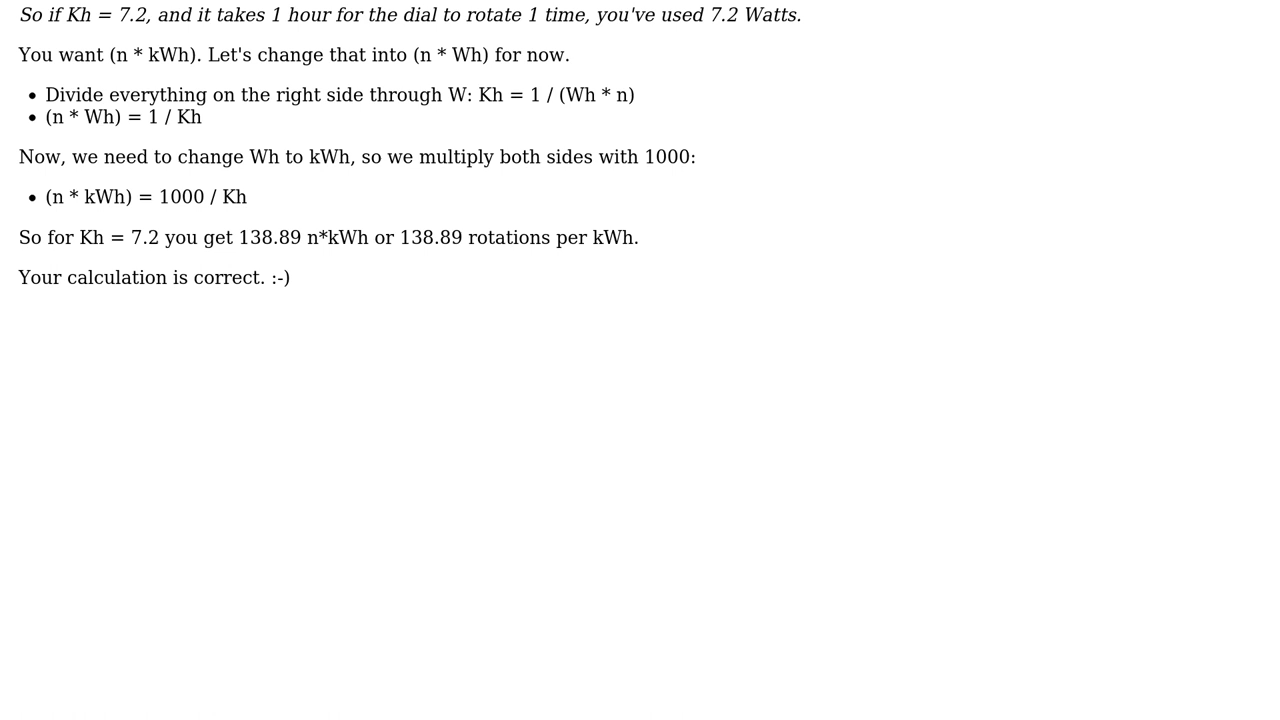 So if Kh = 7.2, and it takes 1 hour for the dial to rotate 1 time, you've used 7.2 Watts.
You want (n * kWh). Let's change that into (n * Wh) for now.
• Divide everything on the right side through W: Kh = 1 / (Wh * n)
• (n * Wh) = 1 / Kh
Now, we need to change Wh to kWh, so we multiply both sides with 1000:
• (n * kWh) = 1000 / Kh
So for Kh = 7.2 you get 138.89 n*kWh or 138.89 rotations per kWh.
Your calculation is correct. :-)